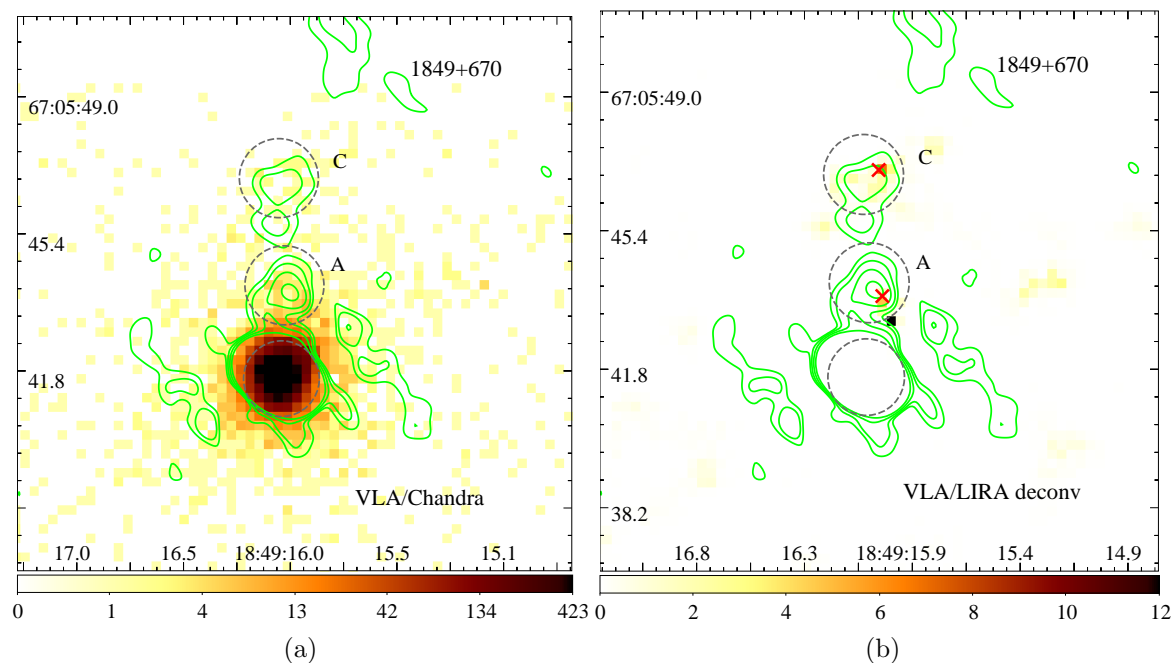 1849+670
67:05:49.0
C
45.4
A
41.8
VLA/Chandra
17.0 16.5 18:49:16.0 15.5 15.1
0 1 4 13 42 134 423
(a)
1849+670
67:05:49.0
C
45.4
A
41.8
VLA/LIRA deconv
38.2
16.8 16.3 18:49:15.9 15.4 14.9
0 2 4 6 8 10 12
(b)